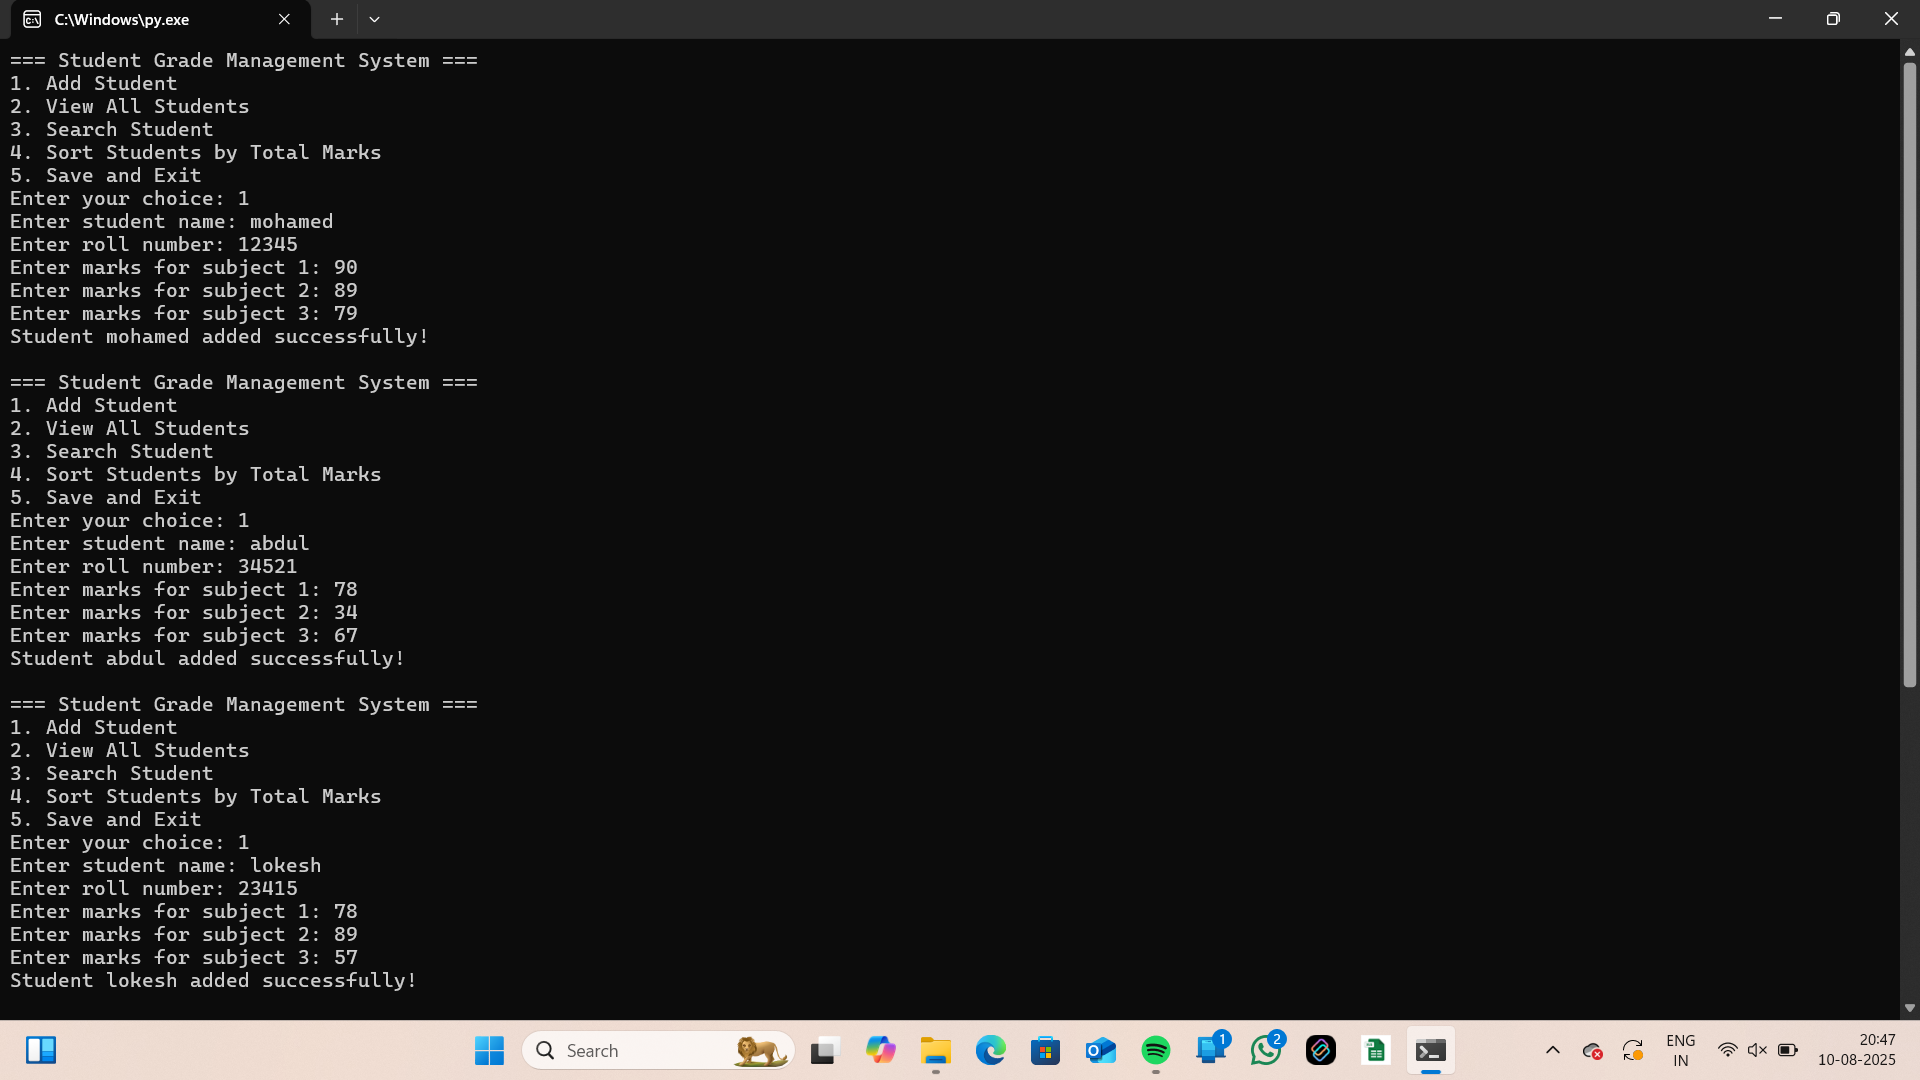 C:\Windows\py.exe
=== Student Grade Management System ===
1. Add Student
2. View All Students
3. Search Student
4. Sort Students by Total Marks
5. Save and Exit
Enter your choice: 1
Enter student name: mohamed
Enter roll number: 12345
Enter marks for subject 1: 90
Enter marks for subject 2: 89
Enter marks for subject 3: 79
Student mohamed added successfully!
=== Student Grade Management System ===
1. Add Student
2. View All Students
3. Search Student
4. Sort Students by Total Marks
5. Save and Exit
Enter your choice: 1
Enter student name: abdul
Enter roll number: 34521
Enter marks for subject 1: 78
Enter marks for subject 2: 34
Enter marks for subject 3: 67
Student abdul added successfully!
=== Student Grade Management System ===
1. Add Student
2. View All Students
3. Search Student
4. Sort Students by Total Marks
5. Save and Exit
Enter your choice: 1
Enter student name: lokesh
Enter roll number: 23415
Enter marks for subject 1: 78
Enter marks for subject 2: 89
Enter marks for subject 3: 57
Student lokesh added successfully!
Search
1
2
ENG
IN
20:47
10-08-2025